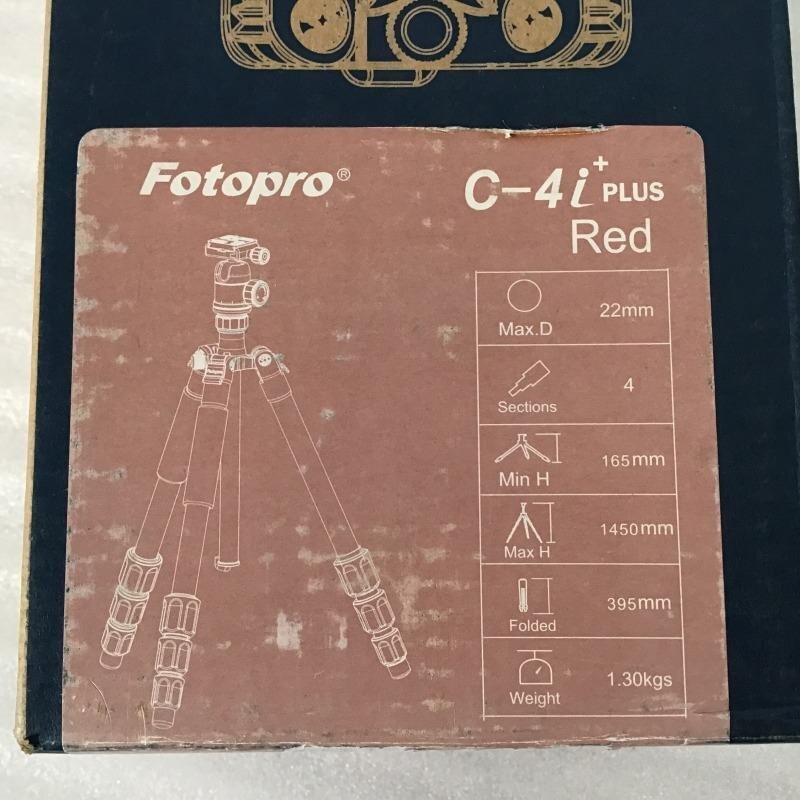 Fotopro®
C-4i+ PLUS
Red
Max.D 22mm
Sections 4
Min H 165mm
Max H 1450mm
Folded 395mm
Weight 1.30kgs